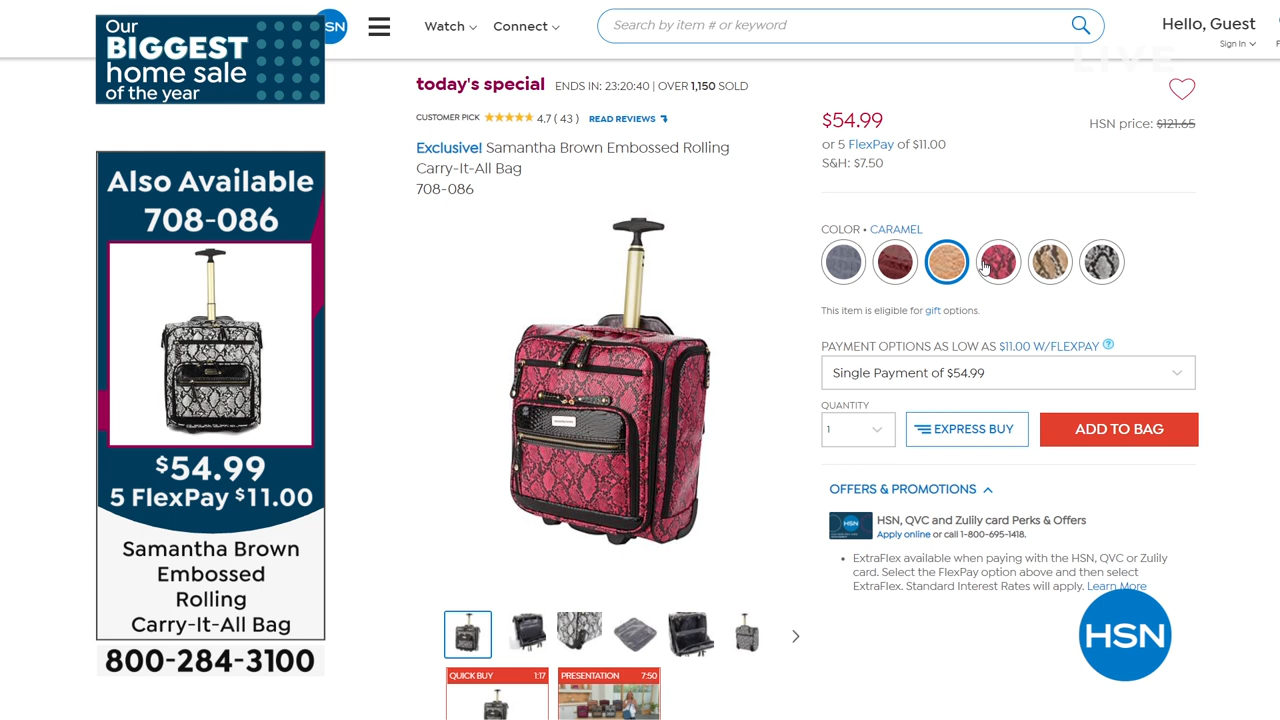 Our
BIGGEST
home sale
of the year
SN
Watch
Connect
Search by item # or keyword
Hello, Guest
Sign In
LIVE
Also Available
708-086
$54.99
5 FlexPay $11.00
Samantha Brown
Embossed
Rolling
Carry-It-All Bag
800-284-3100
today's special ENDS IN: 23:20:40 | OVER 1,150 SOLD
CUSTOMER PICK 4.7 ( 43 ) READ REVIEWS
Exclusive! Samantha Brown Embossed Rolling
Carry-It-All Bag
708-086
$54.99
HSN price: $121.65
or 5 FlexPay of $11.00
S&H: $7.50
COLOR • CARAMEL
This item is eligible for gift options.
PAYMENT OPTIONS AS LOW AS $11.00 W/FLEXPAY ?
Single Payment of $54.99
QUANTITY
1
EXPRESS BUY
ADD TO BAG
OFFERS & PROMOTIONS
HSN
HSN, QVC and Zulily card Perks & Offers
Apply online or call 1-800-695-1418.
• ExtraFlex available when paying with the HSN, QVC or Zulily
card. Select the FlexPay option above and then select
ExtraFlex. Standard Interest Rates will apply. Learn More
HSN
QUICK BUY 1:17
PRESENTATION 7:50